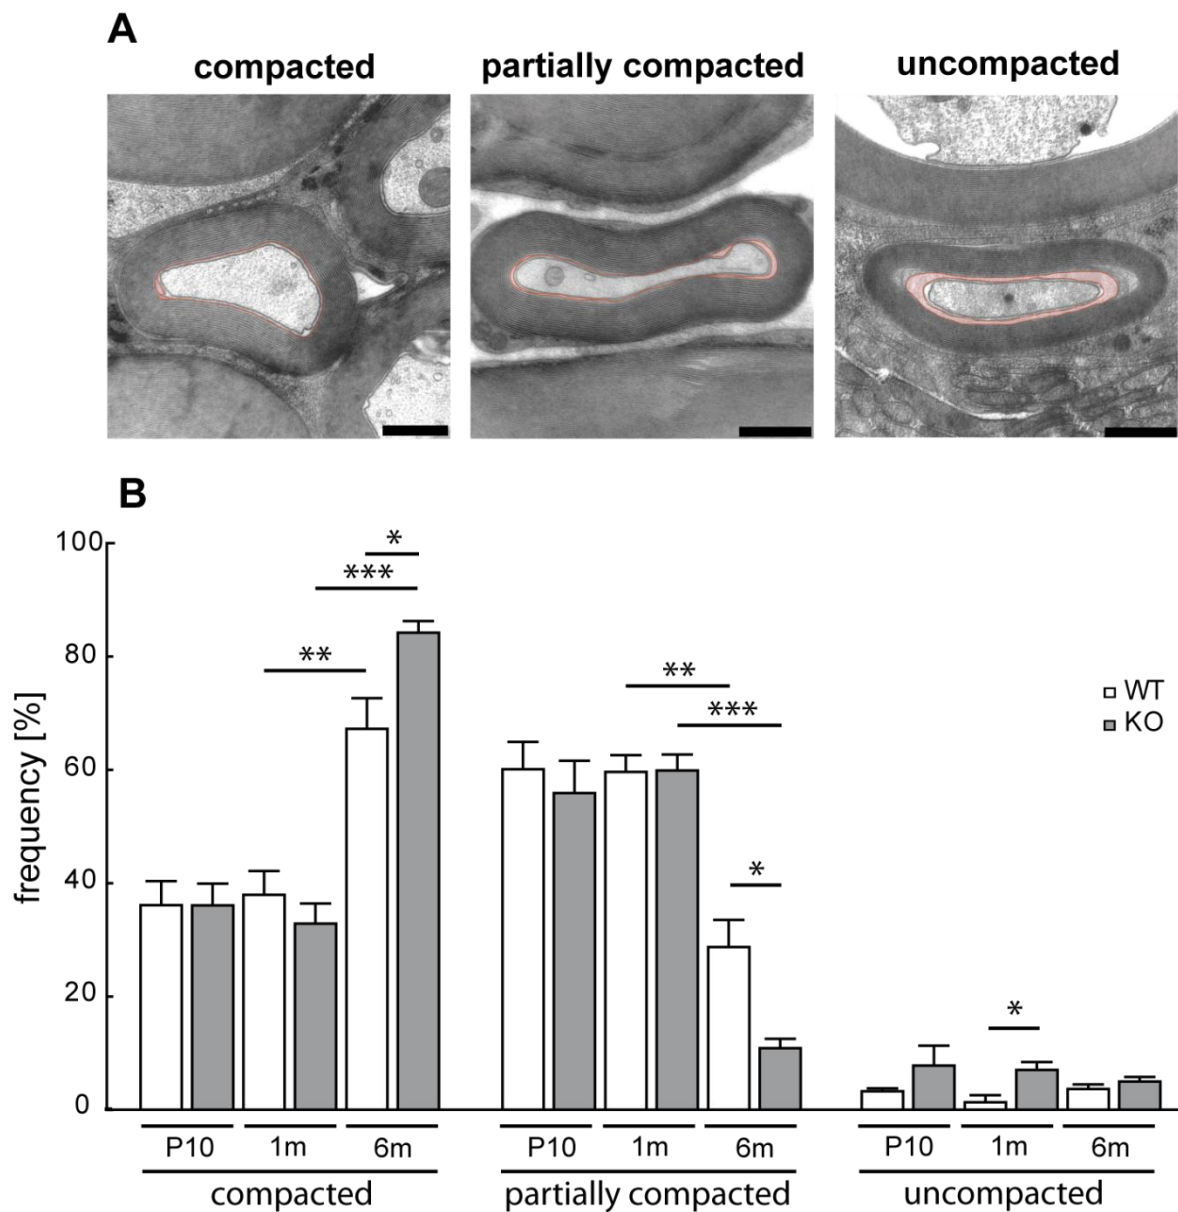 A
compacted
partially compacted
uncompacted
B
frequency [%]
100
80
60
40
20
0
*
***
**
**
***
*
*
WT
KO
P10 1m 6m P10 1m 6m P10 1m 6m
compacted partially compacted uncompacted